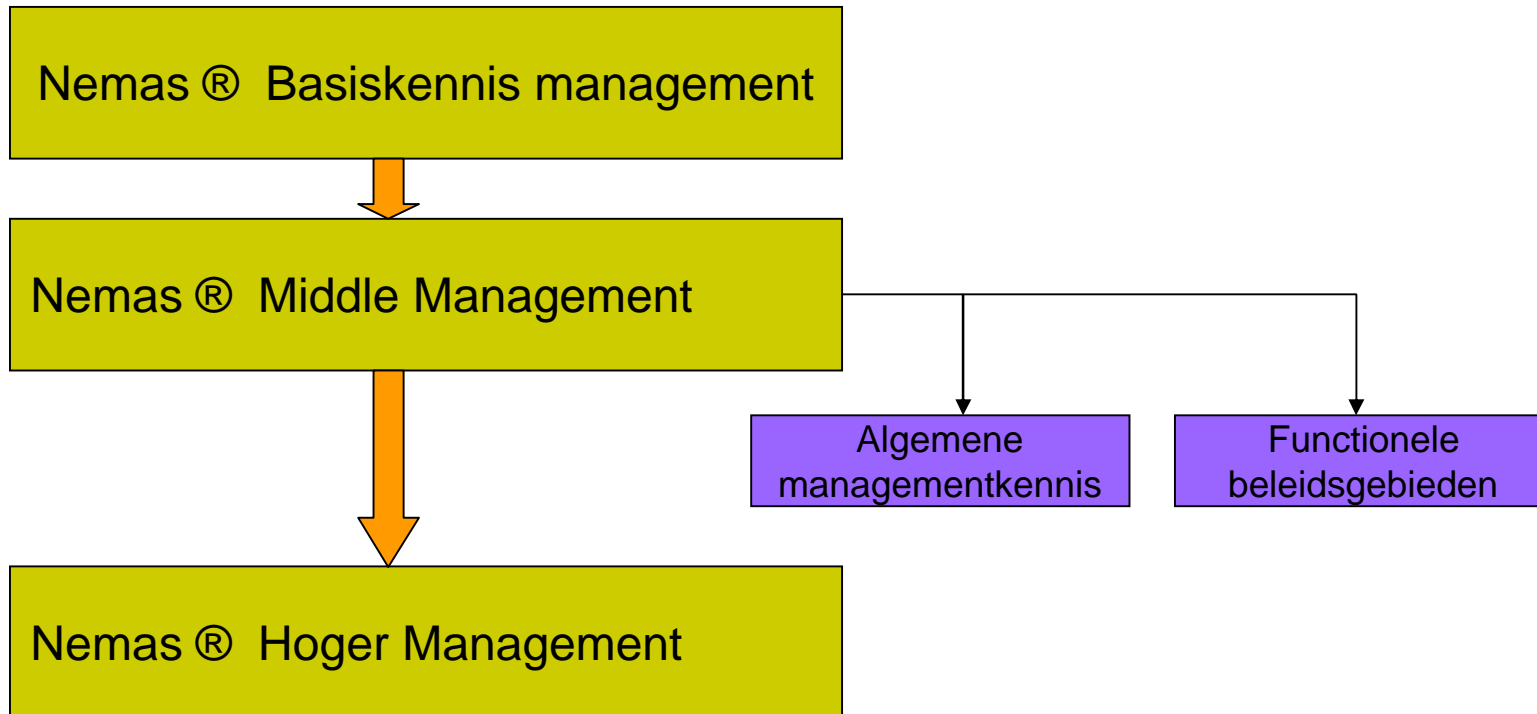 Nemas ® Basiskennis management
Nemas ® Middle Management
Algemene
managementkennis
Functionele
beleidsgebieden
Nemas ® Hoger Management